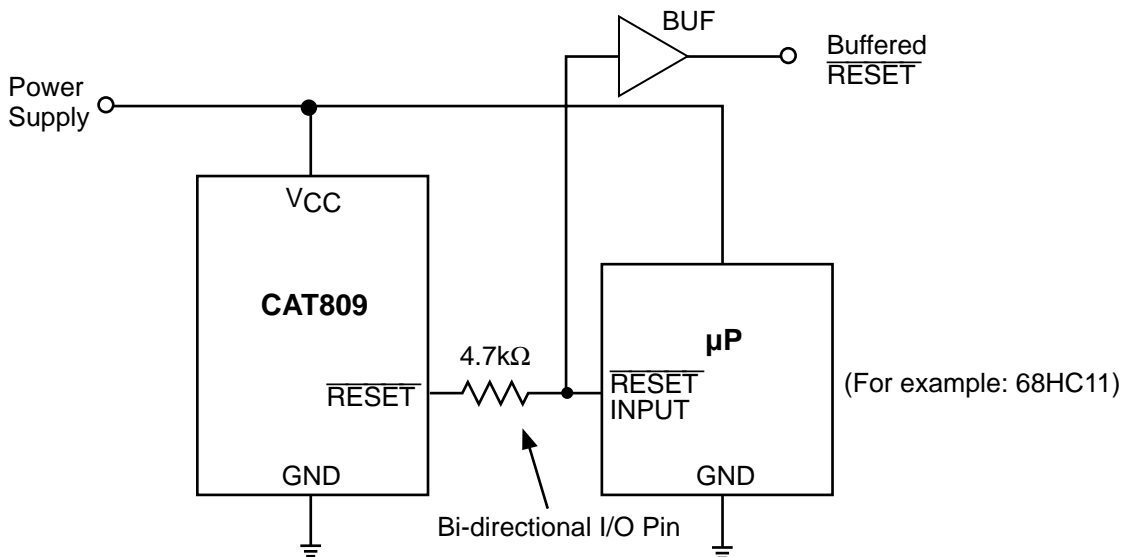 BUF
Buffered
RESET
Power
Supply
VCC
CAT809
4.7kΩ
µP
RESET
RESET
INPUT
(For example: 68HC11)
GND
GND
Bi-directional I/O Pin